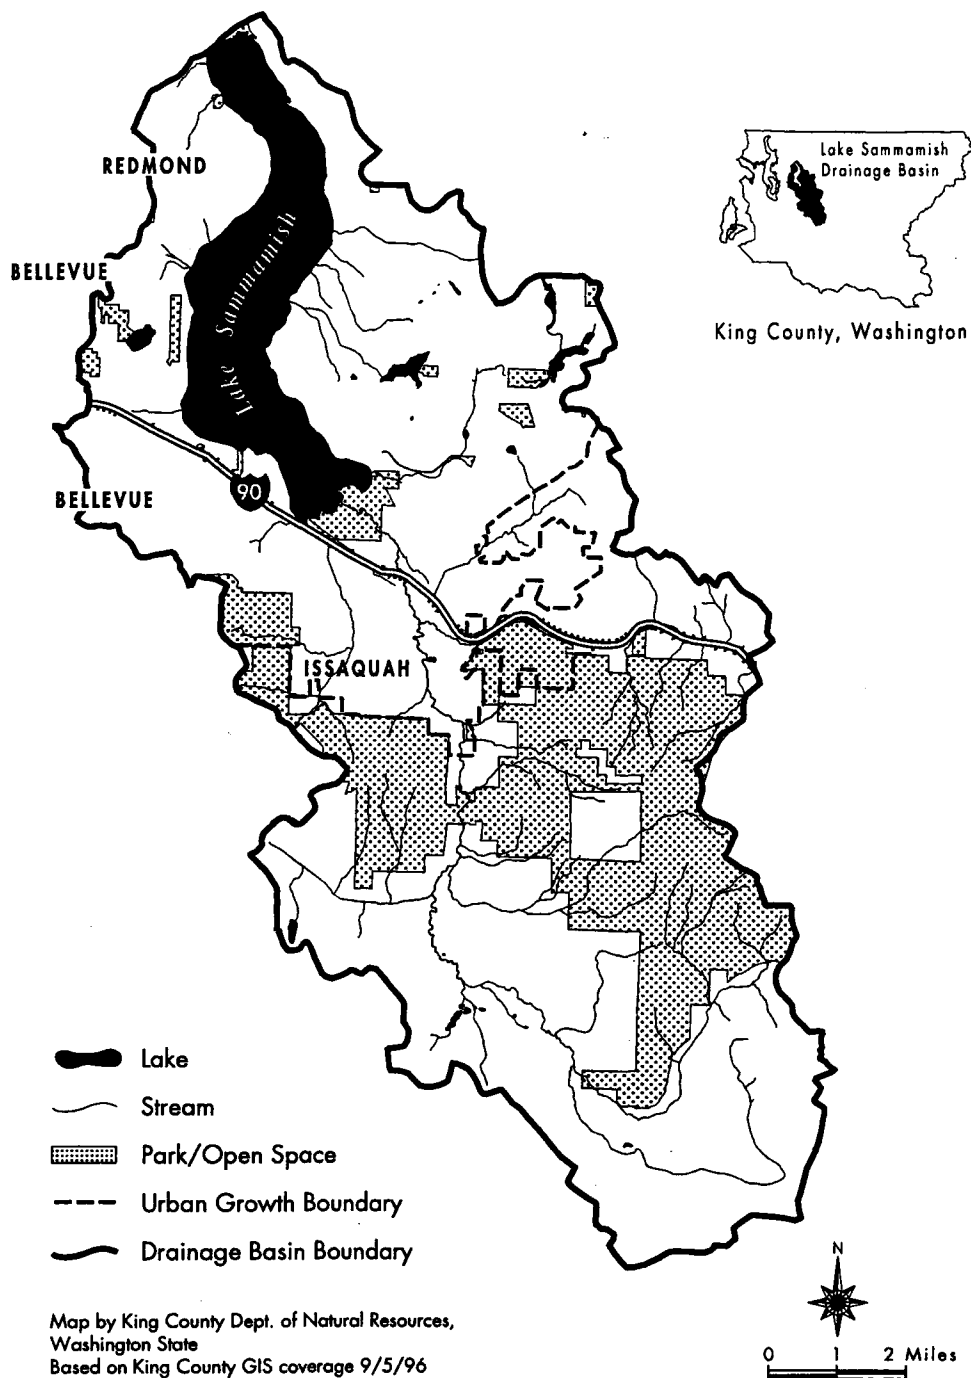 REDMOND
Lake Sammamish
Drainage Basin
BELLEVUE
Lake Sammamish
King County, Washington
BELLEVUE
90
ISSAQUAH
Lake
Stream
Park/Open Space
Urban Growth Boundary
Drainage Basin Boundary
N
Map by King County Dept. of Natural Resources,
Washington State
Based on King County GIS coverage 9/5/96
0 1 2 Miles